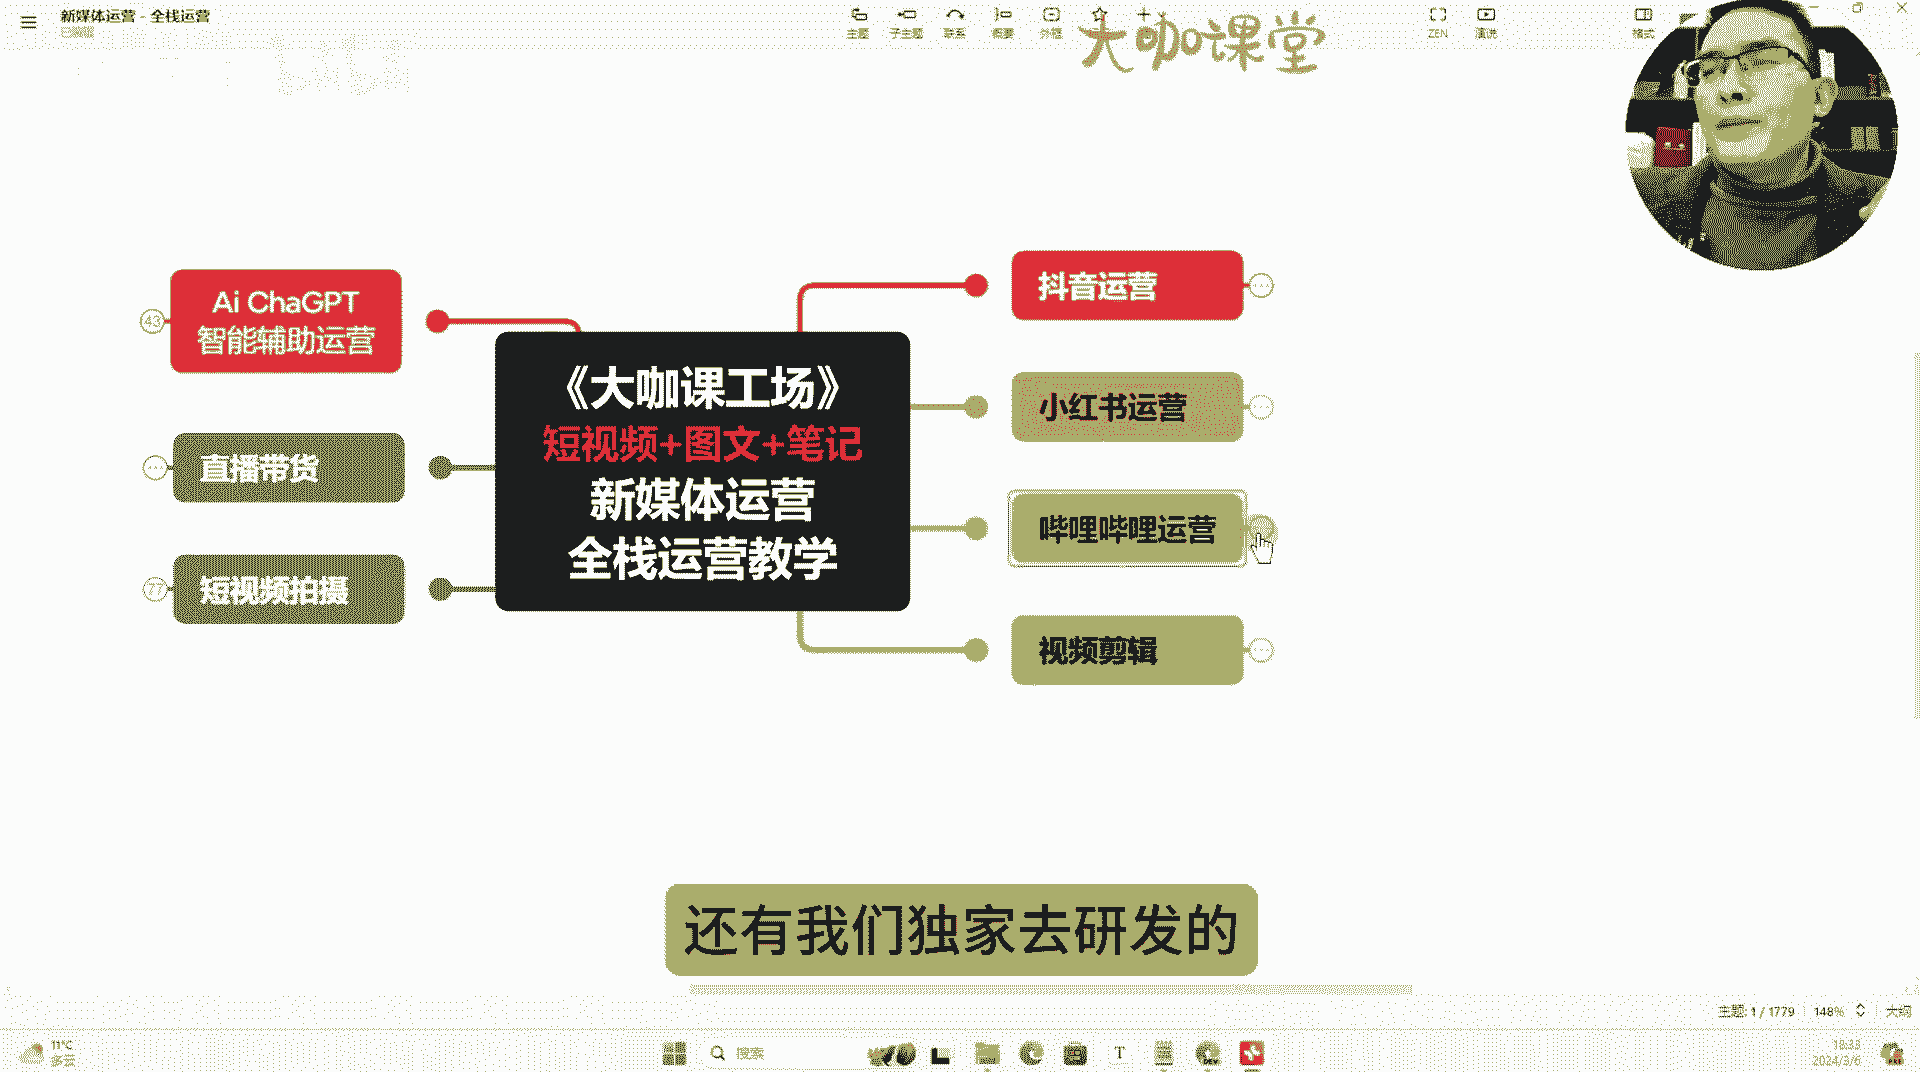 新媒体运营 - 全栈运营
已编辑
主题
子主题
联系
概要
外框
ZEN
演说
格式
大咖课堂
Ai ChaGPT
智能辅助运营
43
直播带货
短视频拍摄
77
《大咖课工场》
短视频+图文+笔记
新媒体运营
全栈运营教学
抖音运营
小红书运营
哔哩哔哩运营
视频剪辑
还有我们独家去研发的
主题: 1 / 1779
148%
大纲
11°C
多云
搜索
T
DEV
18:33
2024/3/6